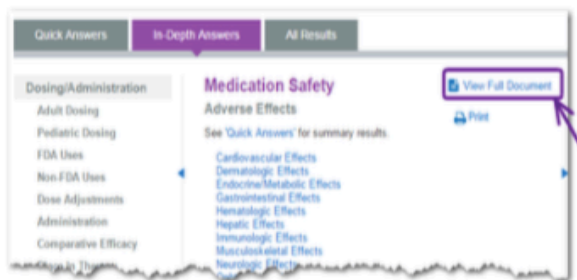 Quick Answers In-Depth Answers All Results
Dosing/Administration
Adult Dosing
Pediatric Dosing
FDA Uses
Non-FDA Uses
Dose Adjustments
Administration
Comparative Efficacy
Medication Safety
Adverse Effects
See 'Quick Answers' for summary results.
Cardiovascular Effects
Dermatologic Effects
Endocrine/Metabolic Effects
Gastrointestinal Effects
Hematologic Effects
Hepatic Effects
Immunologic Effects
Musculoskeletal Effects
Neurologic Effects
View Full Document
Print